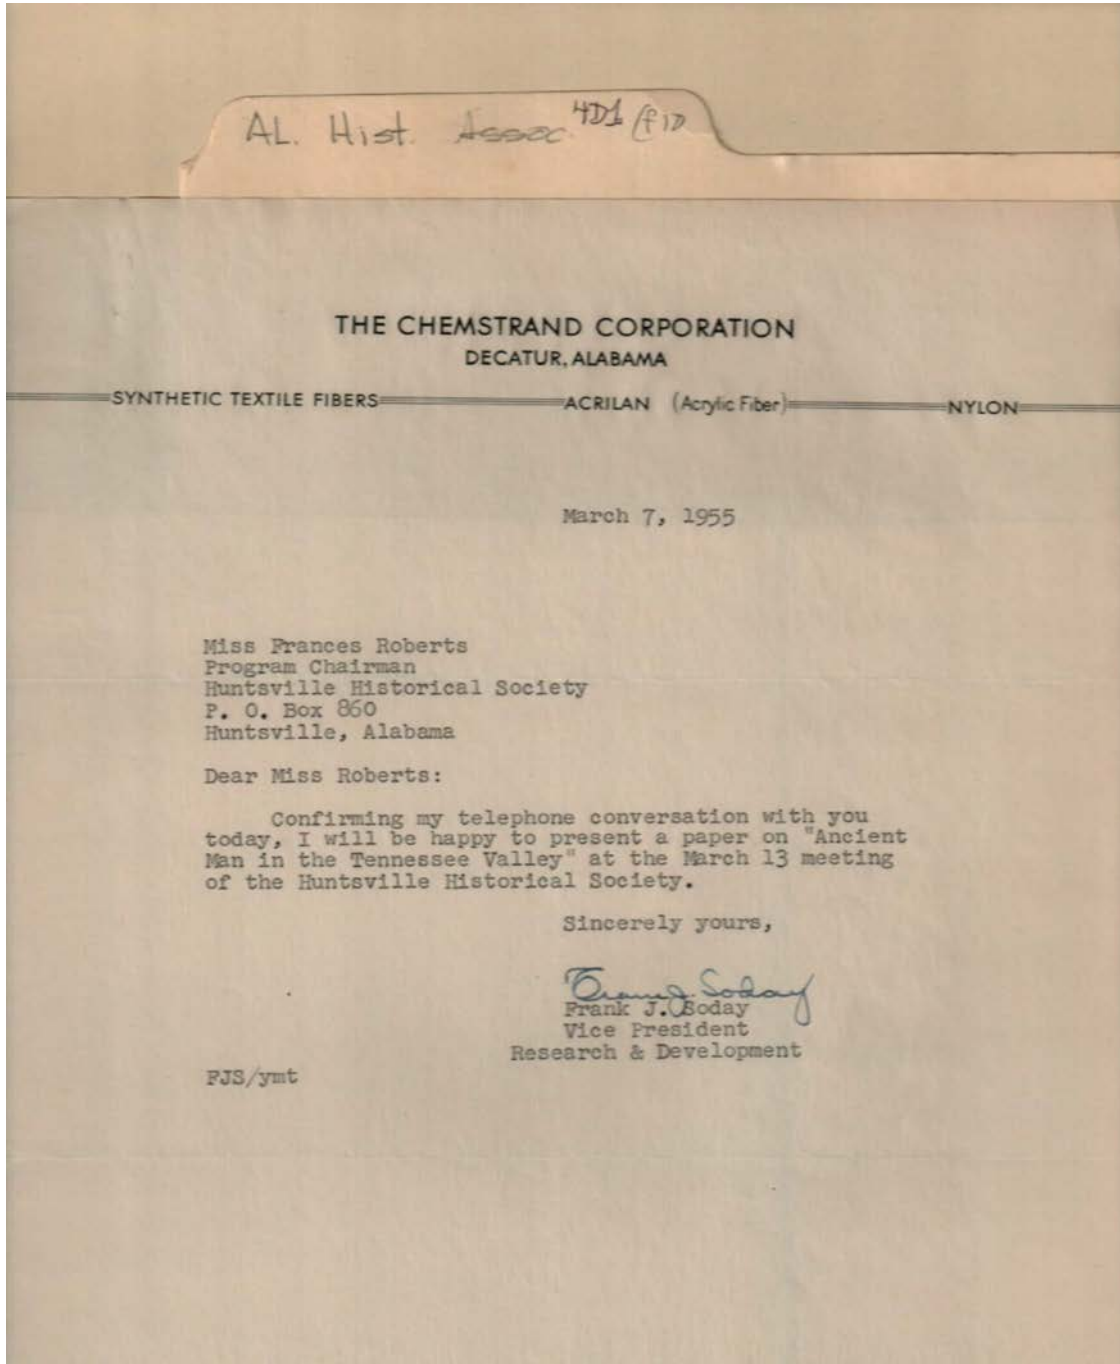 AL. Hist. Assoc. 4D1 (f10
THE CHEMSTRAND CORPORATION
DECATUR, ALABAMA
SYNTHETIC TEXTILE FIBERS ACRILAN (Acrylic Fiber) NYLON
March 7, 1955
Miss Frances Roberts
Program Chairman
Huntsville Historical Society
P. O. Box 860
Huntsville, Alabama
Dear Miss Roberts:
Confirming my telephone conversation with you
today, I will be happy to present a paper on "Ancient
Man in the Tennessee Valley" at the March 13 meeting
of the Huntsville Historical Society.
Sincerely yours,
Frank J. Soday
Frank J. Soday
Vice President
Research & Development
FJS/ymt